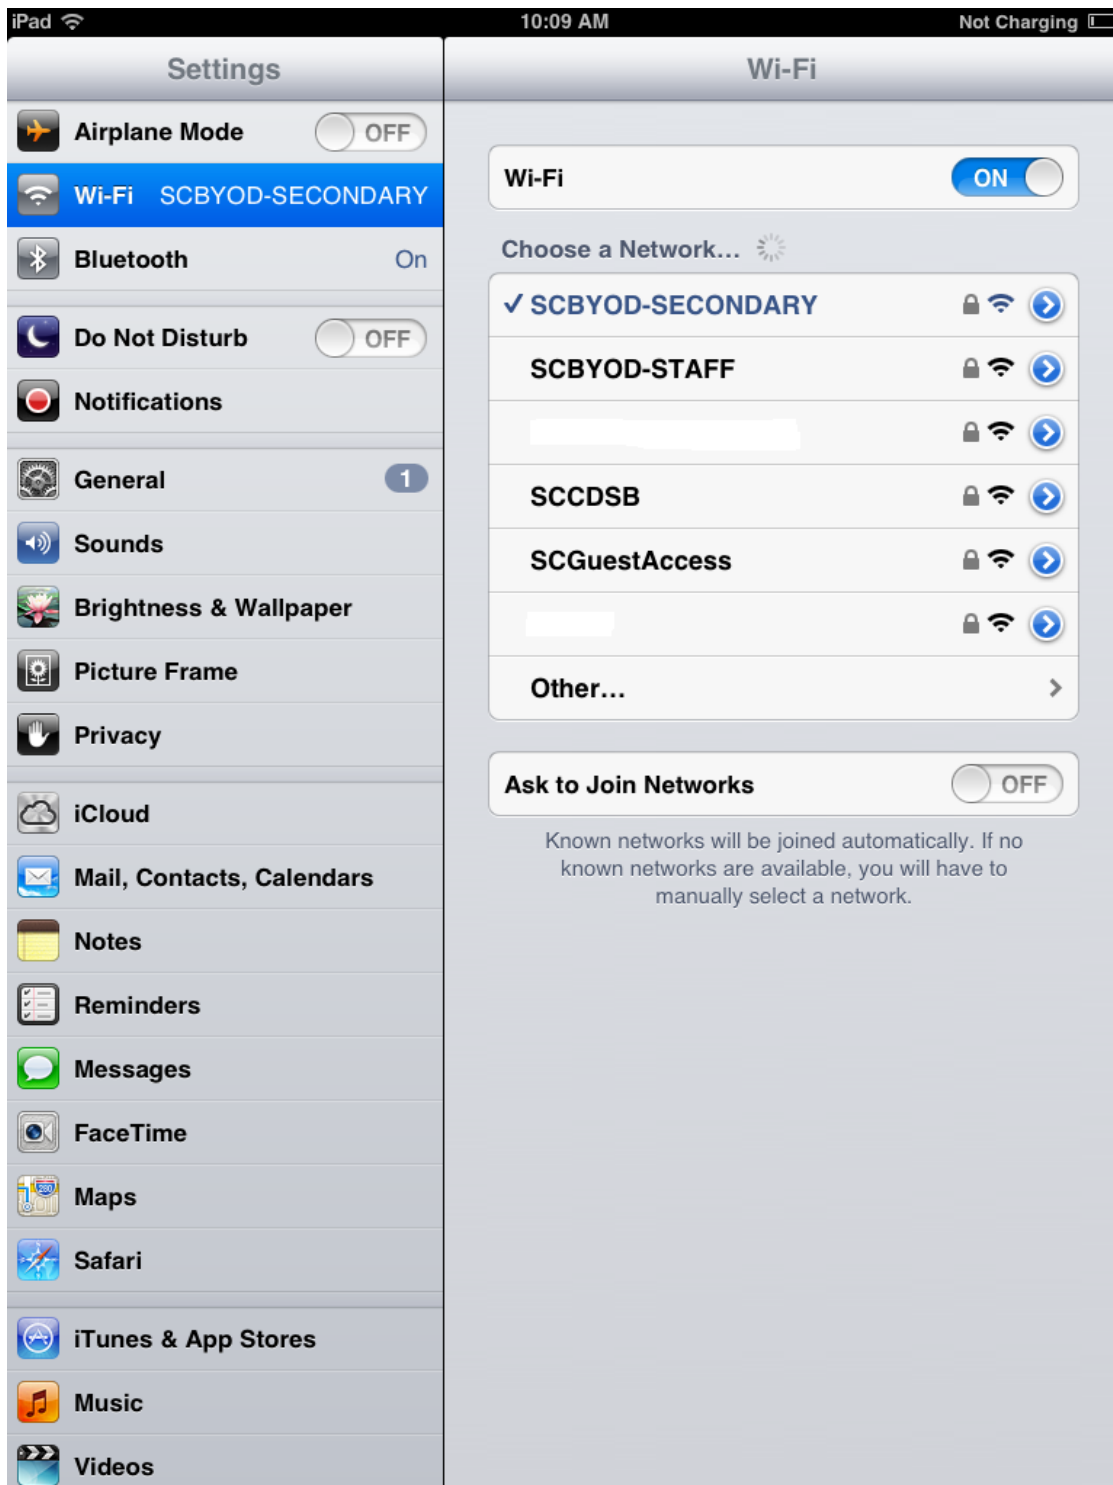 iPad 10:09 AM Not Charging
Settings
Wi-Fi
Airplane Mode OFF
Wi-Fi SCBYOD-SECONDARY
Bluetooth On
Do Not Disturb OFF
Notifications
General 1
Sounds
Brightness & Wallpaper
Picture Frame
Privacy
iCloud
Mail, Contacts, Calendars
Notes
Reminders
Messages
FaceTime
Maps
Safari
iTunes & App Stores
Music
Videos
Wi-Fi ON
Choose a Network...
✓ SCBYOD-SECONDARY
SCBYOD-STAFF
SCCDSB
SCGuestAccess
Other...
Ask to Join Networks OFF
Known networks will be joined automatically. If no
known networks are available, you will have to
manually select a network.